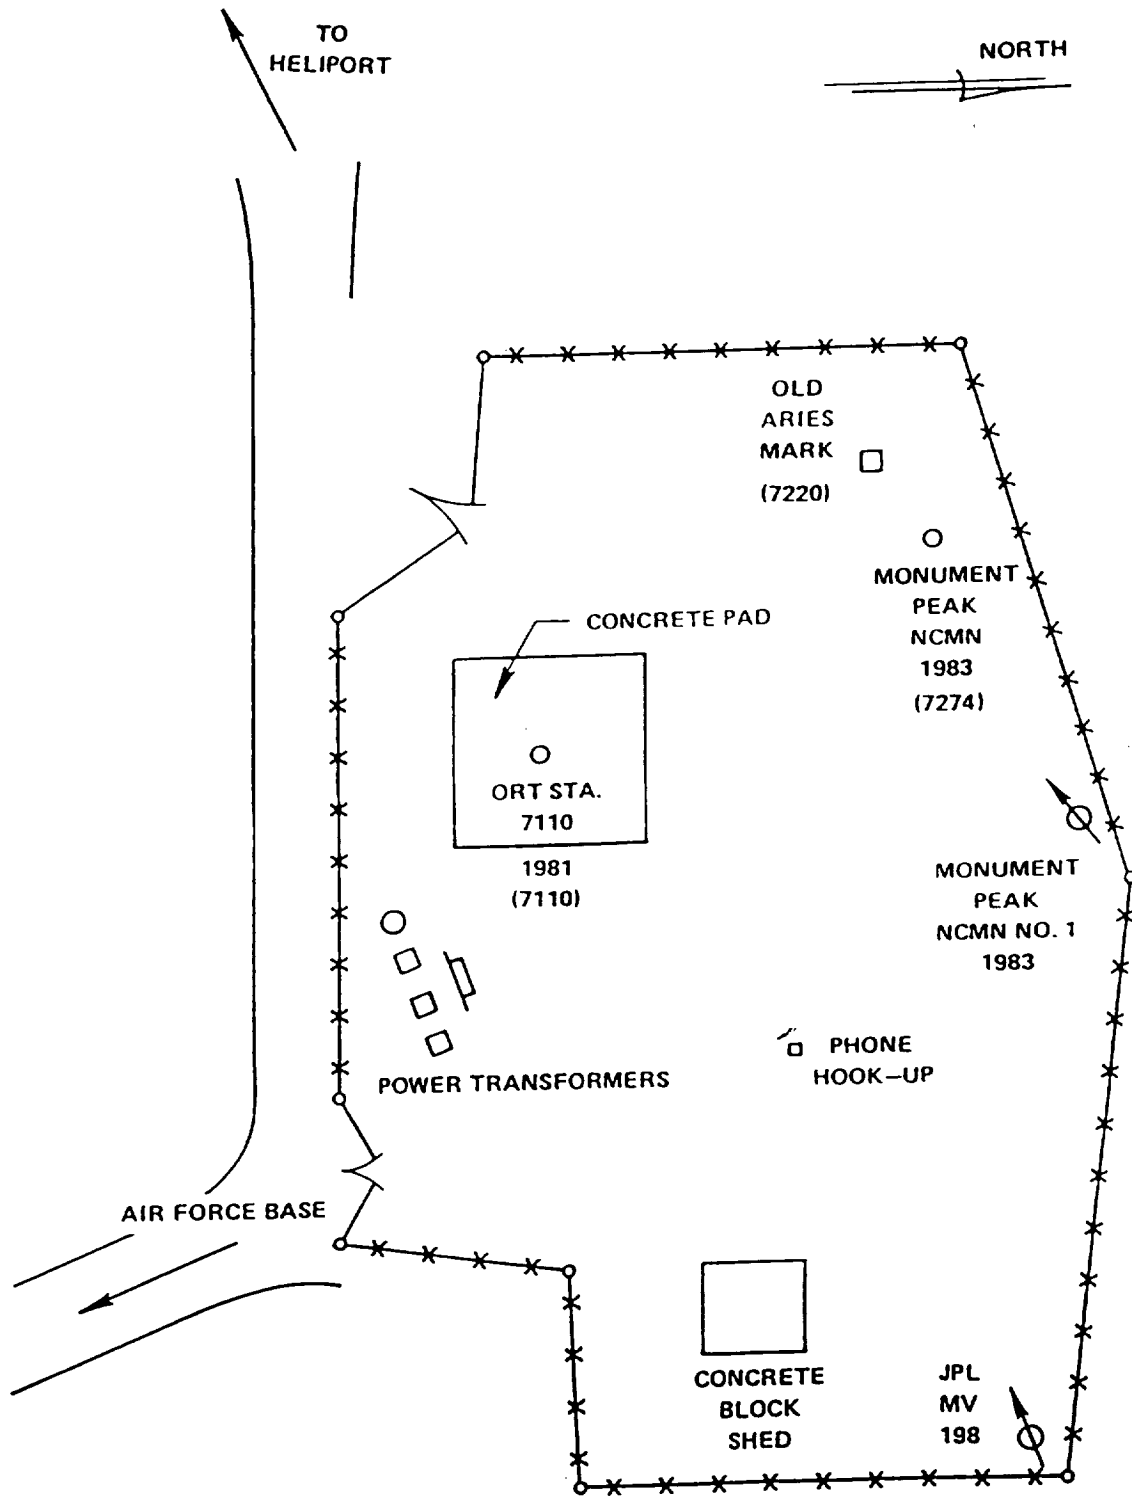 TO
HELIPORT
NORTH
OLD
ARIES
MARK
(7220)
MONUMENT
PEAK
NCMN
1983
(7274)
CONCRETE PAD
ORT STA.
7110
1981
(7110)
MONUMENT
PEAK
NCMN NO. 1
1983
PHONE
HOOK-UP
POWER TRANSFORMERS
AIR FORCE BASE
CONCRETE
BLOCK
SHED
JPL
MV
198